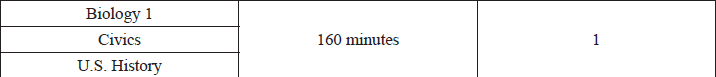 Biology 1
Civics 160 minutes 1
U.S. History